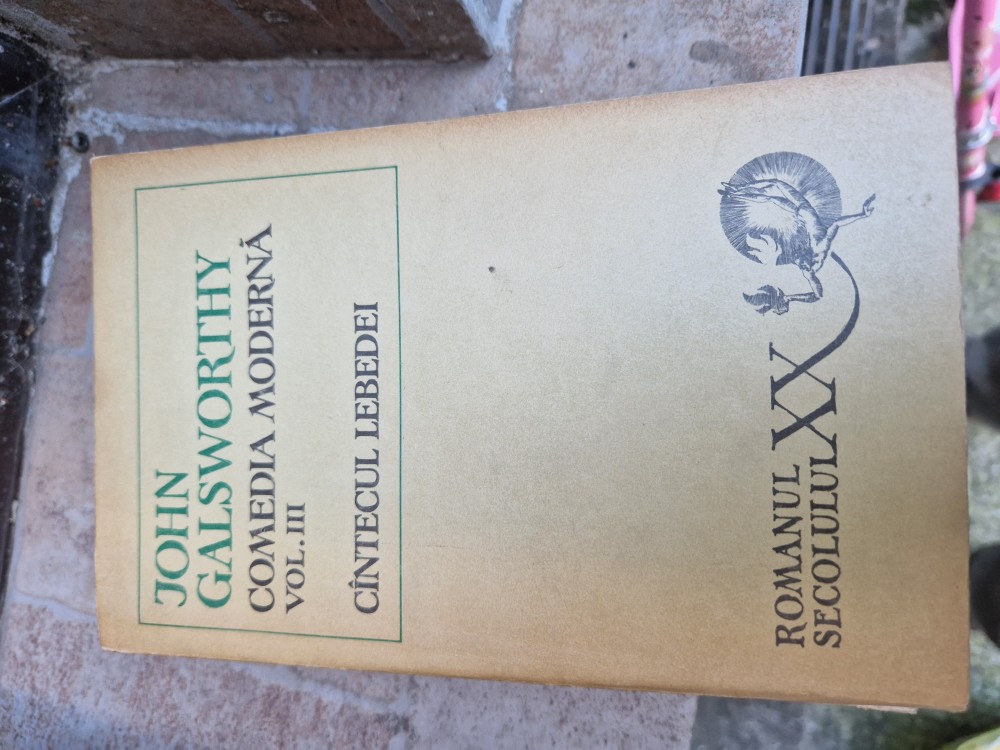 JOHN
GALSWORTHY
COMEDIA MODERNĂ
VOL. III
CÎNTECUL LEBEDEI
ROMANUL
SECOLULUI XX